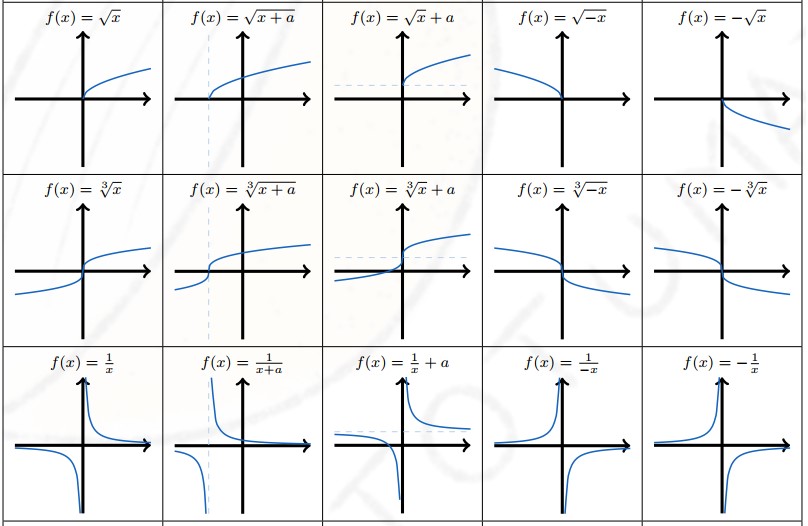 f(x) = √x f(x) = √(x + a) f(x) = √x + a f(x) = √(−x) f(x) = −√x
f(x) = ∛x f(x) = ∛(x + a) f(x) = ∛x + a f(x) = ∛(−x) f(x) = −∛x
f(x) = 1/x f(x) = 1/(x+a) f(x) = 1/x + a f(x) = 1/(−x) f(x) = −1/x